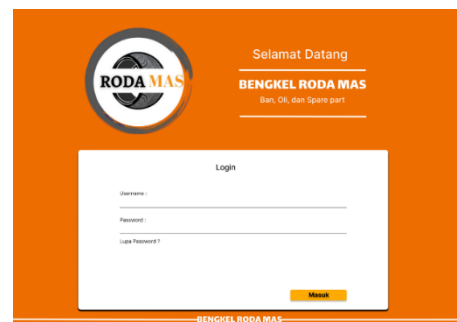 RODA MAS
Selamat Datang
BENGKEL RODA MAS
Ban, Oli, dan Spare part
Login
Username :
Password :
Lupa Password ?
Masuk
BENGKEL RODA MAS